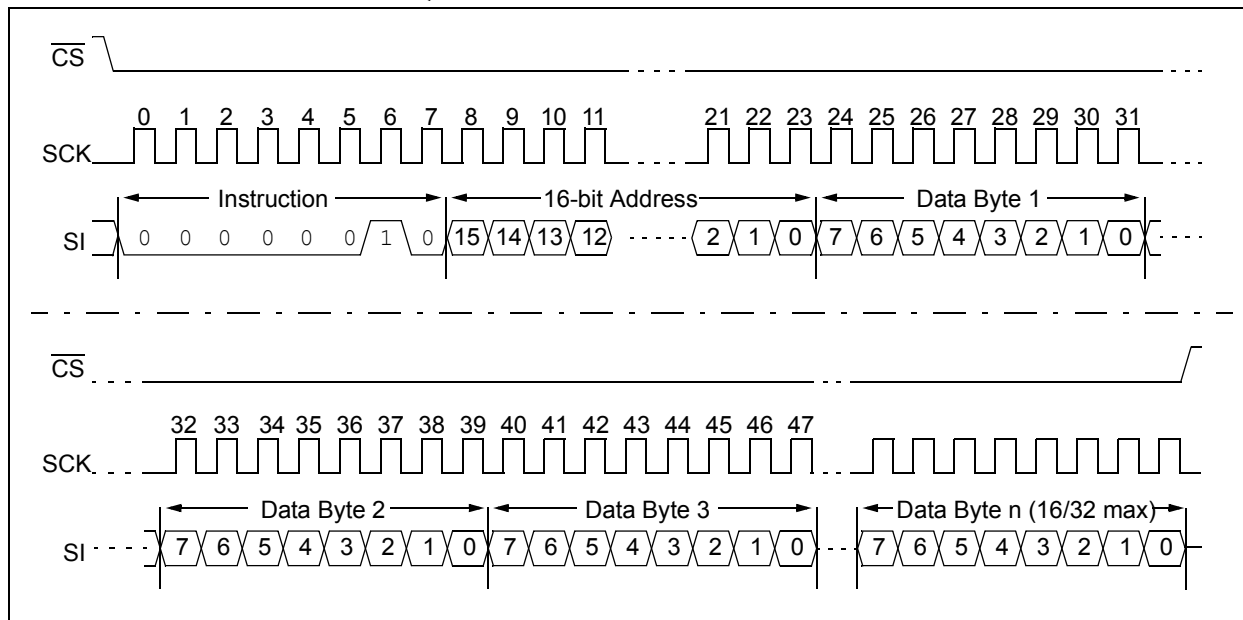 CS
0 1 2 3 4 5 6 7 8 9 10 11 21 22 23 24 25 26 27 28 29 30 31
SCK
Instruction 16-bit Address Data Byte 1
SI 0 0 0 0 0 0 1 0 15 14 13 12 2 1 0 7 6 5 4 3 2 1 0
CS
32 33 34 35 36 37 38 39 40 41 42 43 44 45 46 47
SCK
Data Byte 2 Data Byte 3 Data Byte n (16/32 max)
SI 7 6 5 4 3 2 1 0 7 6 5 4 3 2 1 0 7 6 5 4 3 2 1 0